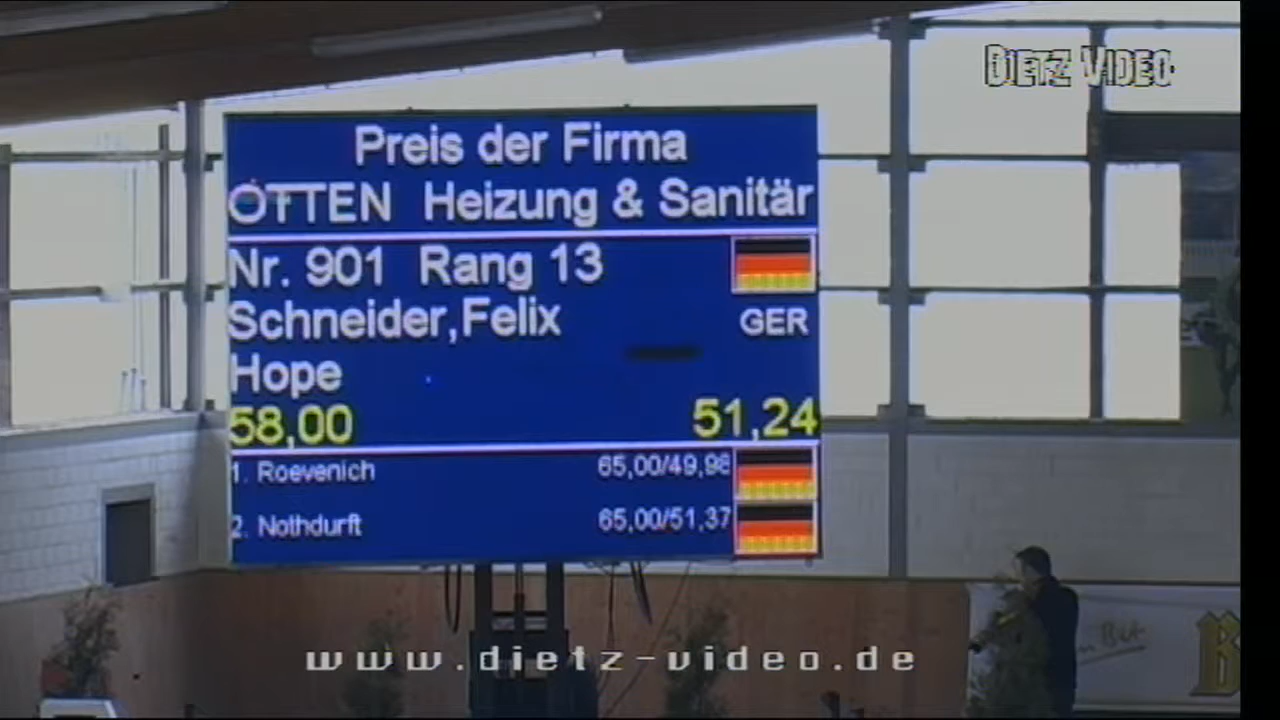 DIETZ VIDEO
Preis der Firma
OTTEN Heizung & Sanitär
Nr. 901 Rang 13
Schneider,Felix
GER
Hope
58,00 51,24
1. Roevenich 65,00/49,98
2. Nothdurft 65,00/51,37
www.dietz-video.de